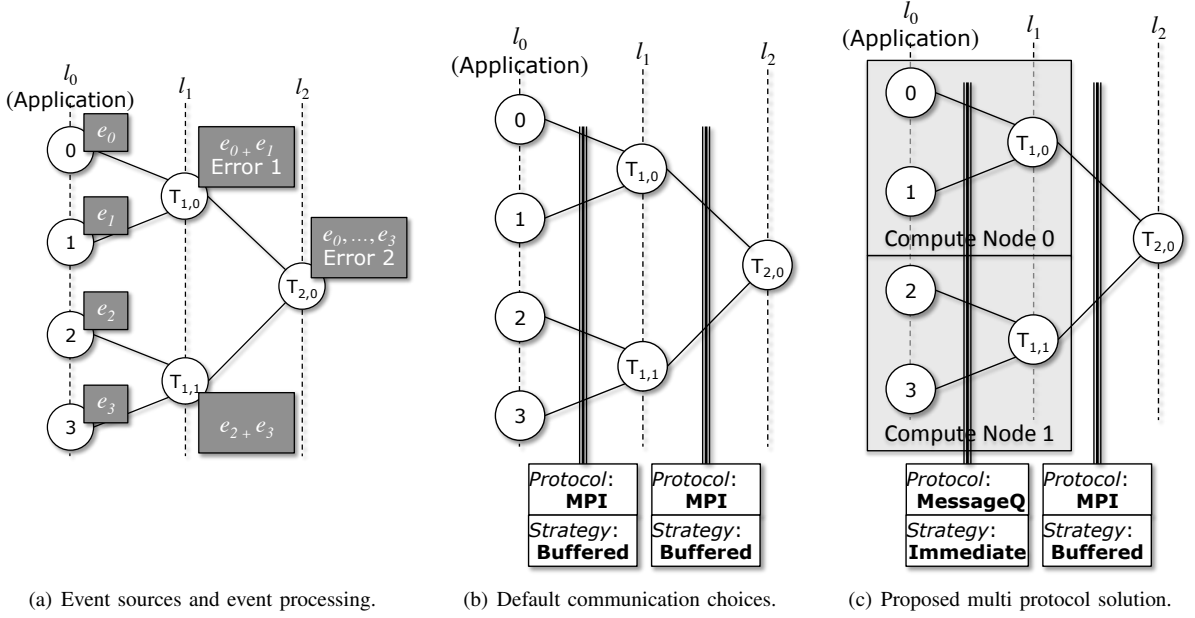 l0
(Application)
l1
l2
0
e0
1
e1
2
e2
3
e3
T1,0
e0 + e1
Error 1
T1,1
e2 + e3
T2,0
e0, ..., e3
Error 2
(a) Event sources and event processing.
l0
(Application)
l1
l2
0
1
2
3
T1,0
T1,1
T2,0
Protocol:
MPI
Strategy:
Buffered
Protocol:
MPI
Strategy:
Buffered
(b) Default communication choices.
l0
(Application)
l1
l2
0
1
T1,0
Compute Node 0
2
3
T1,1
Compute Node 1
T2,0
Protocol:
MessageQ
Strategy:
Immediate
Protocol:
MPI
Strategy:
Buffered
(c) Proposed multi protocol solution.